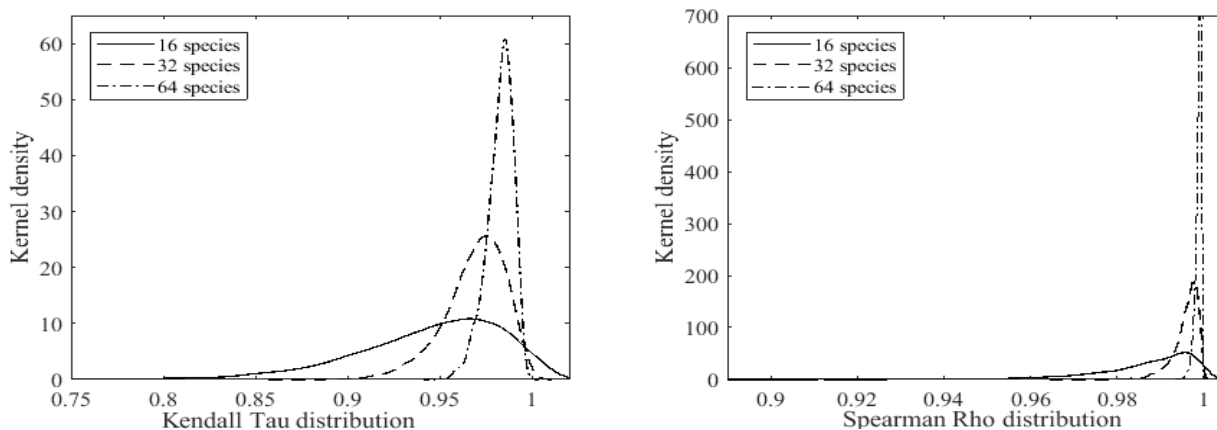 60
50
40
30
20
10
0
Kernel density
16 species
32 species
64 species
0.75 0.8 0.85 0.9 0.95 1
Kendall Tau distribution
700
600
500
400
300
200
100
0
Kernel density
16 species
32 species
64 species
0.9 0.92 0.94 0.96 0.98 1
Spearman Rho distribution